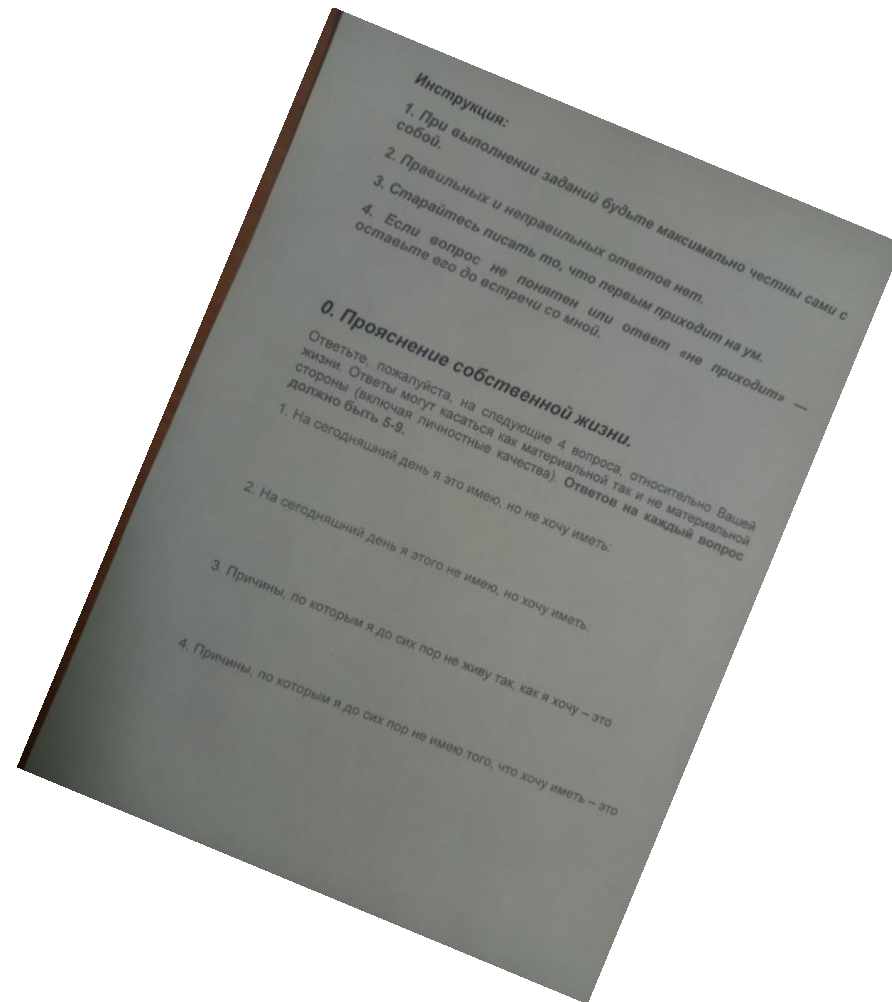 Инструкция:
1. При выполнении заданий будьте максимально честны сами с
собой.
2. Правильных и неправильных ответов нет.
3. Старайтесь писать то, что первым приходит на ум.
4. Если вопрос не понятен или ответ «не приходит» —
оставьте его до встречи со мной.
0. Прояснение собственной жизни.
Ответьте, пожалуйста, на следующие 4 вопроса, относительно Вашей
жизни. Ответы могут касаться как материальной так и не материальной
стороны (включая личностные качества). Ответов на каждый вопрос
должно быть 5-9.
1. На сегодняшний день я это имею, но не хочу иметь:
2. На сегодняшний день я этого не имею, но хочу иметь:
3. Причины, по которым я до сих пор не живу так, как я хочу – это
4. Причины, по которым я до сих пор не имею того, что хочу иметь – это